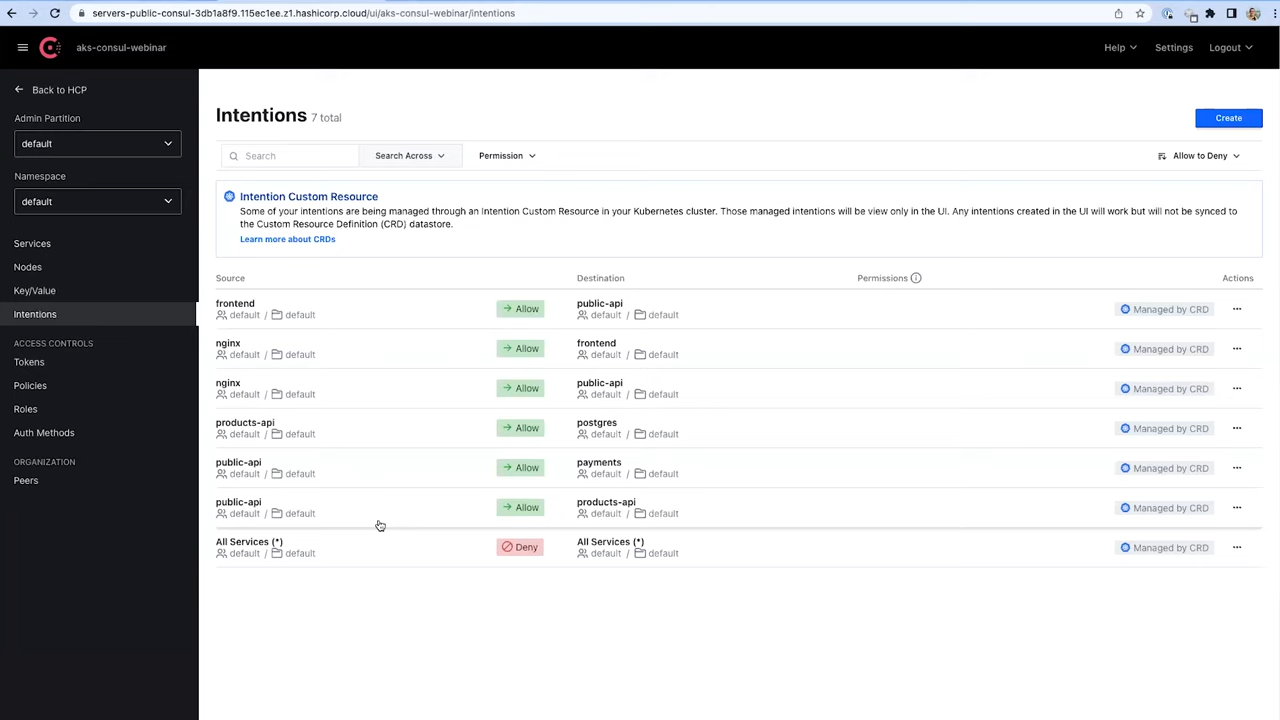 servers-public-consul-3db1a8f9.115ec1ee.z1.hashicorp.cloud/ui/aks-consul-webinar/intentions
aks-consul-webinar
Help
Settings
Logout
Back to HCP
Admin Partition
default
Namespace
default
Services
Nodes
Key/Value
Intentions
ACCESS CONTROLS
Tokens
Policies
Roles
Auth Methods
ORGANIZATION
Peers
Intentions 7 total
Create
Search
Search Across
Permission
Allow to Deny
Intention Custom Resource
Some of your intentions are being managed through an Intention Custom Resource in your Kubernetes cluster. Those managed intentions will be view only in the UI. Any intentions created in the UI will work but will not be synced to
the Custom Resource Definition (CRD) datastore.
Learn more about CRDs
Source Destination Permissions Actions
frontend Allow public-api Managed by CRD
default / default default / default
nginx Allow frontend Managed by CRD
default / default default / default
nginx Allow public-api Managed by CRD
default / default default / default
products-api Allow postgres Managed by CRD
default / default default / default
public-api Allow payments Managed by CRD
default / default default / default
public-api Allow products-api Managed by CRD
default / default default / default
All Services (*) Deny All Services (*) Managed by CRD
default / default default / default